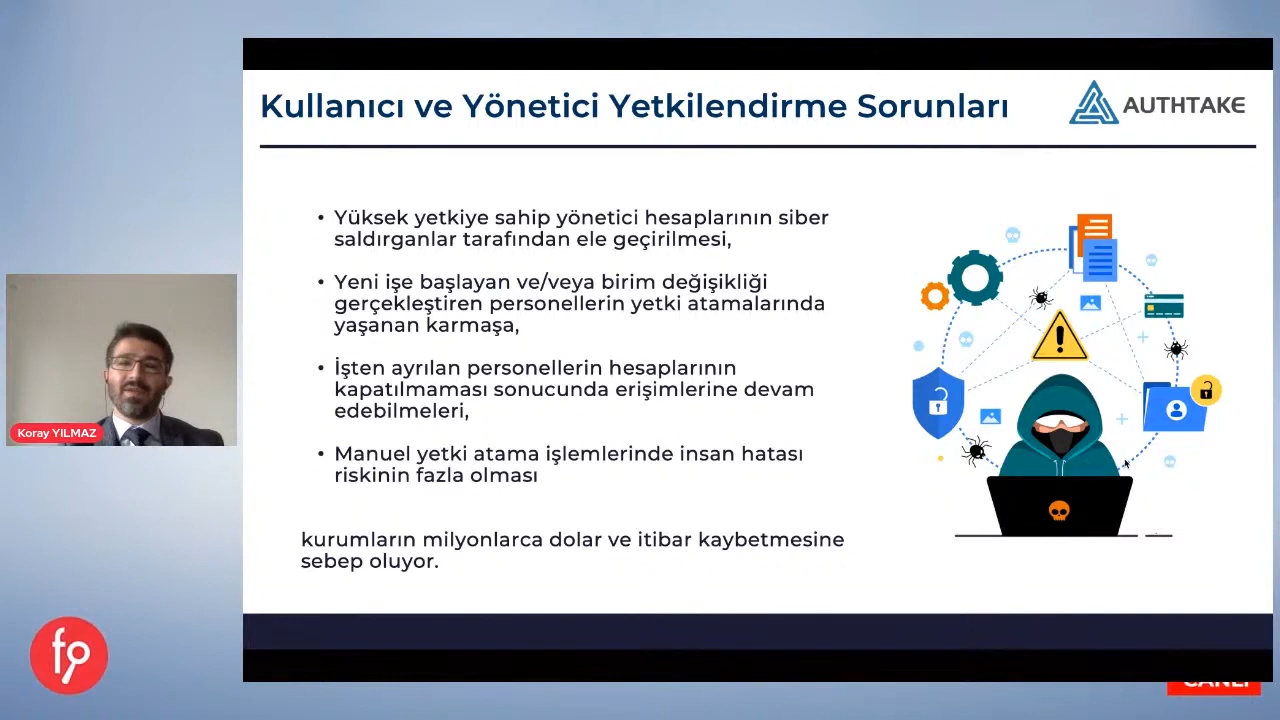 Kullanıcı ve Yönetici Yetkilendirme Sorunları
AUTHTAKE
• Yüksek yetkiye sahip yönetici hesaplarının siber
saldırganlar tarafından ele geçirilmesi,
• Yeni işe başlayan ve/veya birim değişikliği
gerçekleştiren personellerin yetki atamalarında
yaşanan karmaşa,
• İşten ayrılan personellerin hesaplarının
kapatılmaması sonucunda erişimlerine devam
edebilmeleri,
• Manuel yetki atama işlemlerinde insan hatası
riskinin fazla olması
kurumların milyonlarca dolar ve itibar kaybetmesine
sebep oluyor.
Koray YILMAZ
fp
CANLI